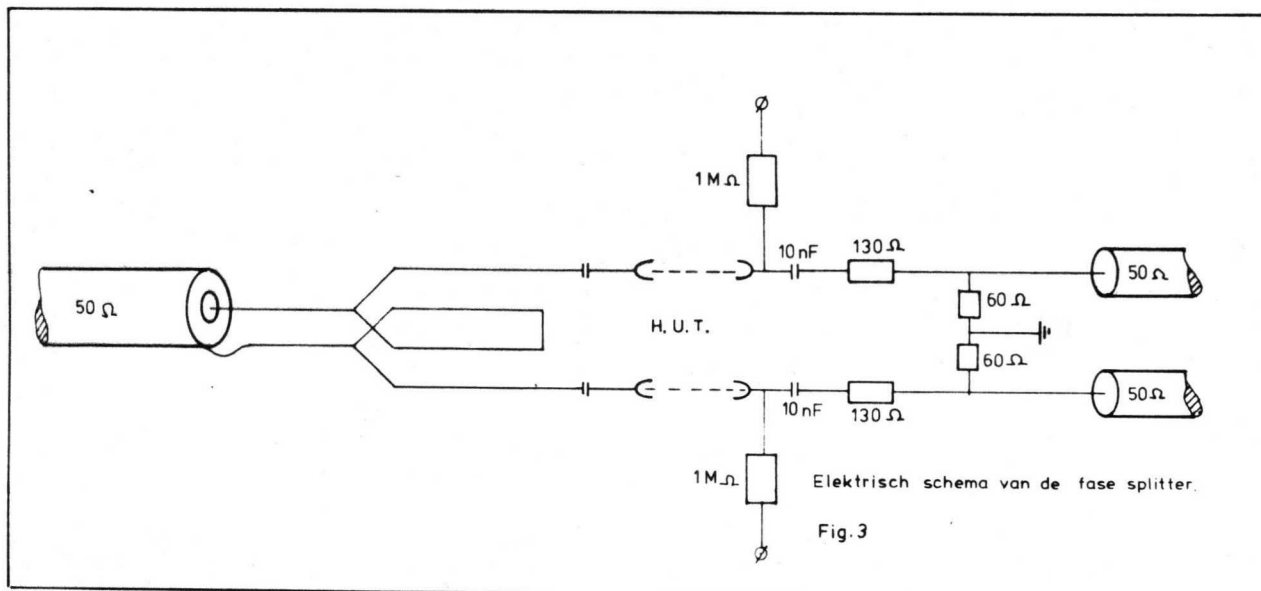 1 MΩ
10 nF
130 Ω
50 Ω
50 Ω
60 Ω
H. U. T.
60 Ω
10 nF
130 Ω
50 Ω
1 MΩ
Elektrisch schema van de fase splitter.
Fig. 3